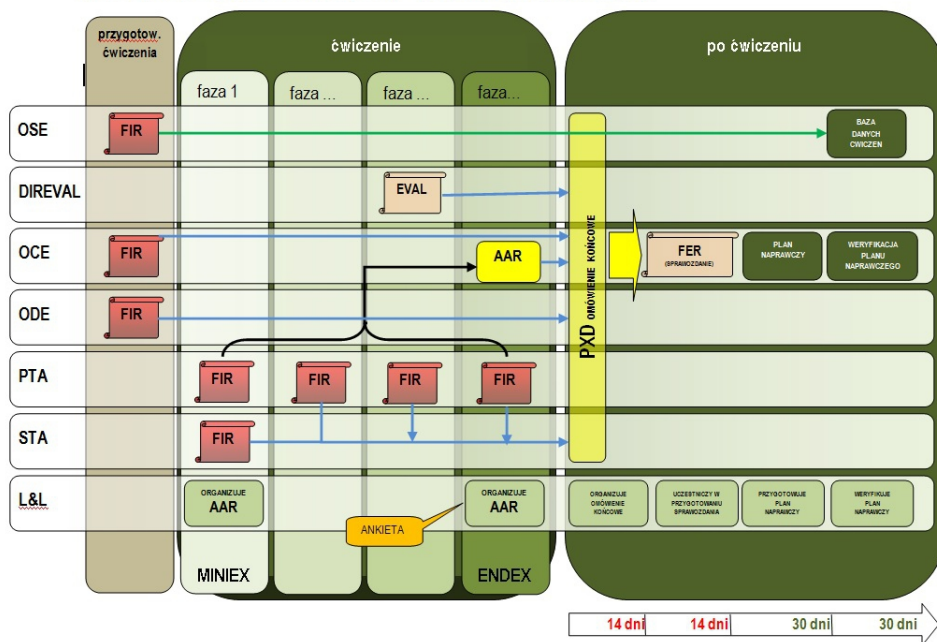 przygotow.
ćwiczenia
ćwiczenie
po ćwiczeniu
faza 1
faza ...
faza ...
faza...
OSE
FIR
BAZA
DANYCH
CWICZEN
DIREVAL
EVAL
OCE
FIR
AAR
FER
(SPRAWOZDANIE)
PLAN
NAPRAWCZY
WERYFIKACJA
PLANU
NAPRAWCZEGO
PXD OMÓWIENIE KOŃCOWE
ODE
FIR
PTA
FIR
FIR
FIR
FIR
STA
FIR
L&L
ORGANIZUJE
AAR
ORGANIZUJE
AAR
ORGANIZUJE
OMÓWIENIE
KOŃCOWE
UCZESTNICZY W
PRZYGOTOWANIU
SPRAWOZDANIA
PRZYGOTOWUJE
PLAN
NAPRAWCZY
WERYFIKUJE
PLAN
NAPRAWCZY
ANKIETA
MINIEX
ENDEX
14 dni
14 dni
30 dni
30 dni